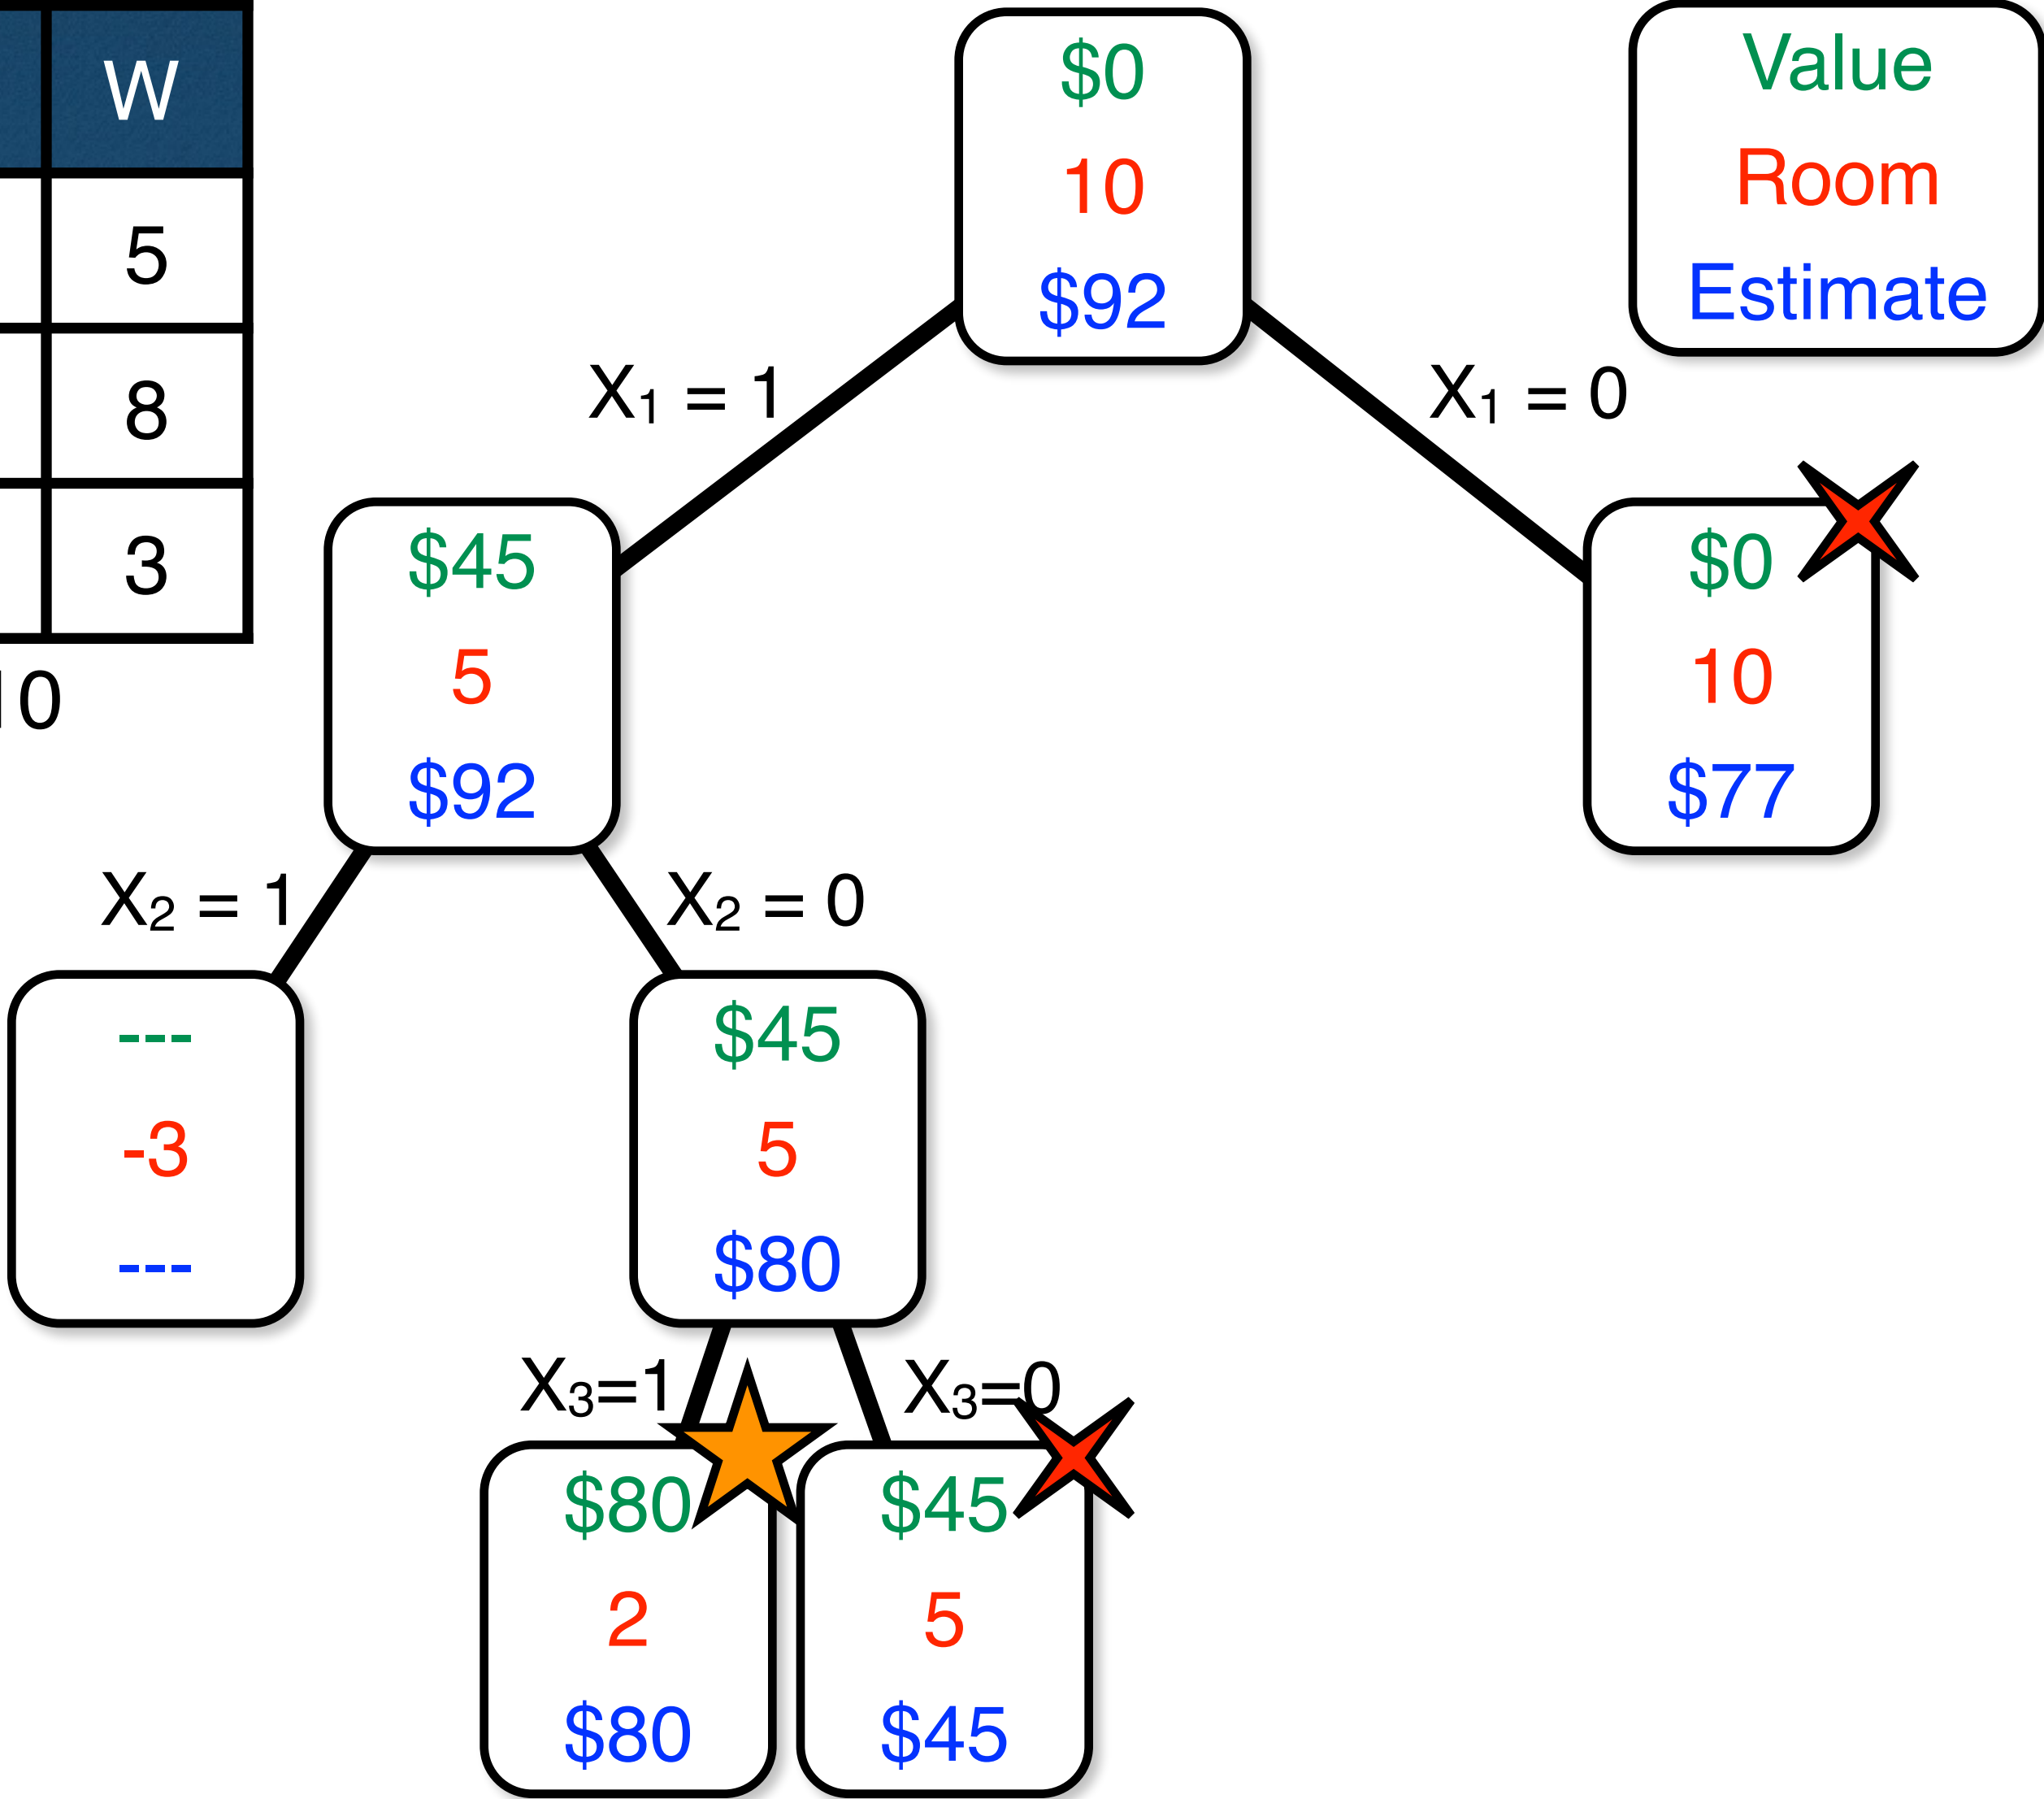 W
5
8
3
10
$0
10
$92
Value
Room
Estimate
X1 = 1
X1 = 0
$45
5
$92
$0
10
$77
X2 = 1
X2 = 0
---
-3
---
$45
5
$80
X3=1
X3=0
$80
2
$80
$45
5
$45